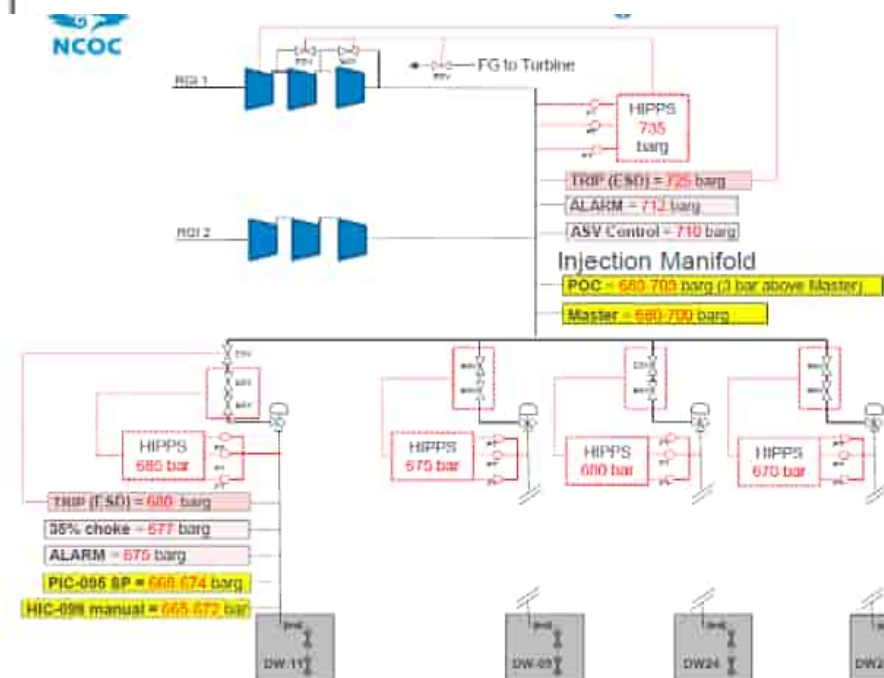 NCOC
FG to Turbine
RGI 1
HIPPS
735
barg
TRIP (ESD) = 725 barg
ALARM = 712 barg
RGI 2
ASV Control = 710 barg
Injection Manifold
POC = 683-703 barg (3 bar above Master)
Master = 680-700 barg
HIPPS
685 bar
HIPPS
675 bar
HIPPS
680 bar
HIPPS
670 bar
TRIP (ESD) = 680 barg
35% choke = 677 barg
ALARM = 675 barg
PIC-095 SP = 668-674 barg
HIC-099 manual = 665-672 bar
DW-11
DW-09
DW24